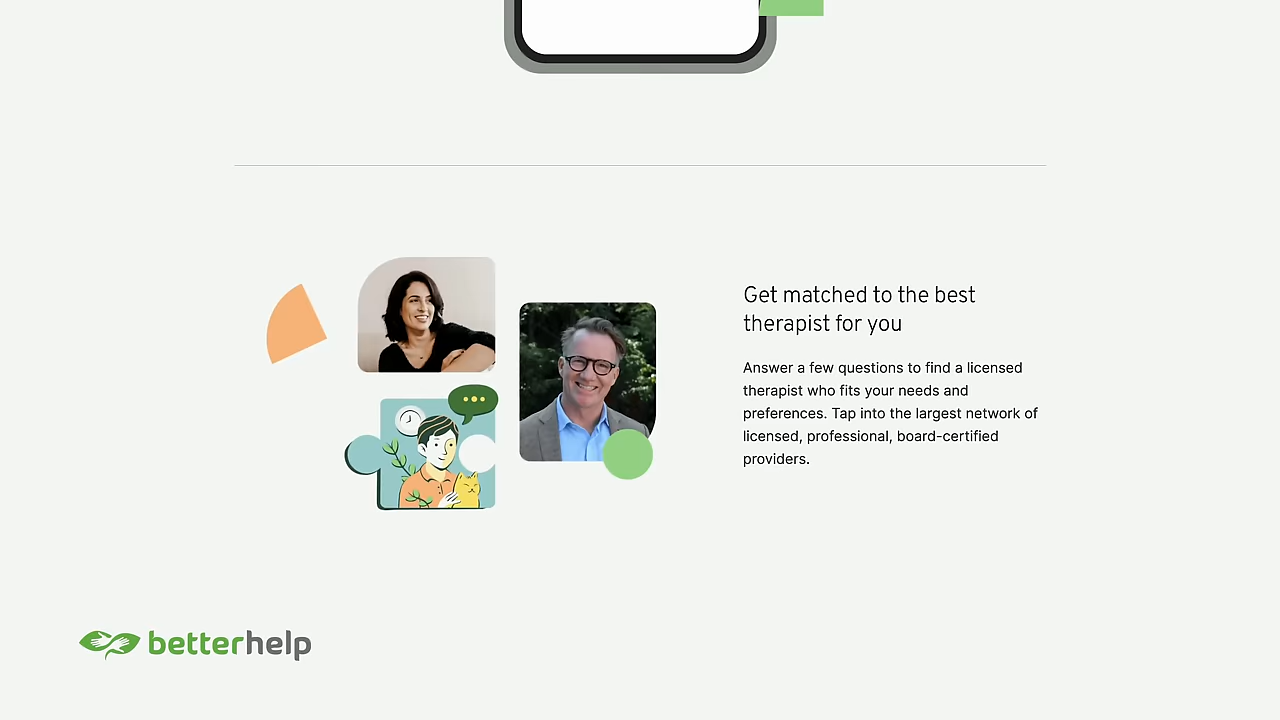 Get matched to the best
therapist for you
Answer a few questions to find a licensed
therapist who fits your needs and
preferences. Tap into the largest network of
licensed, professional, board-certified
providers.
betterhelp